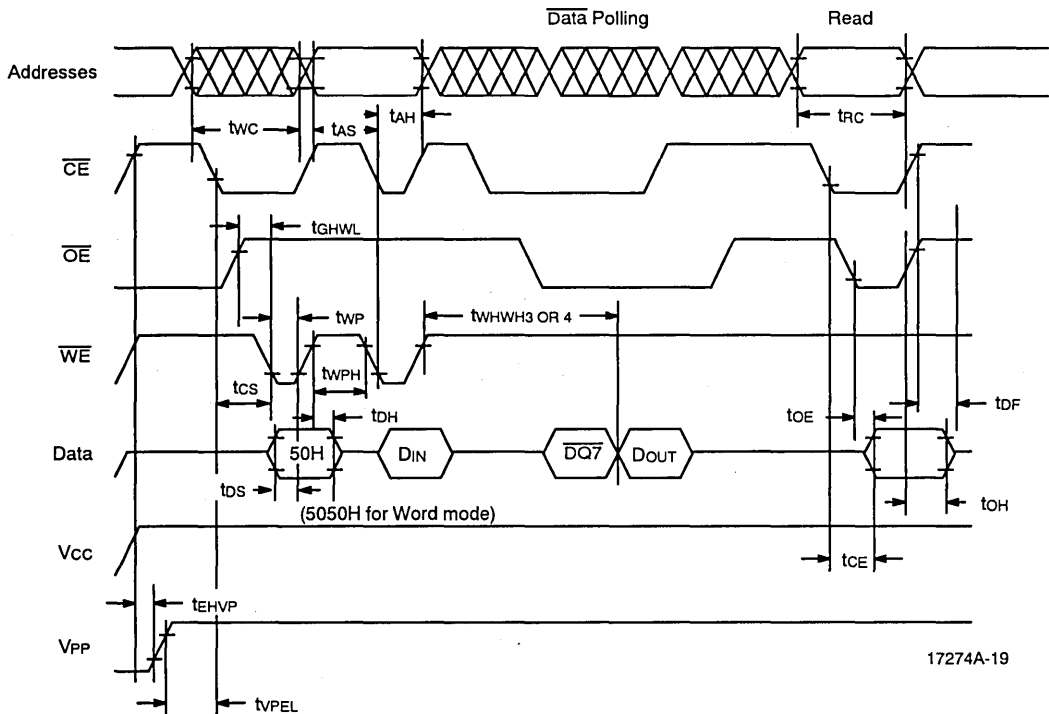 Data Polling
Read
Addresses
tWC
tAS
tAH
tRC
CE
tGHWL
OE
tWP
tWHWH3 OR 4
WE
tWPH
tCS
tDH
tOE
tDF
Data
50H
DIN
DQ7
DOUT
tDS
tOH
(5050H for Word mode)
VCC
tCE
tEHVP
VPP
17274A-19
tVPEL